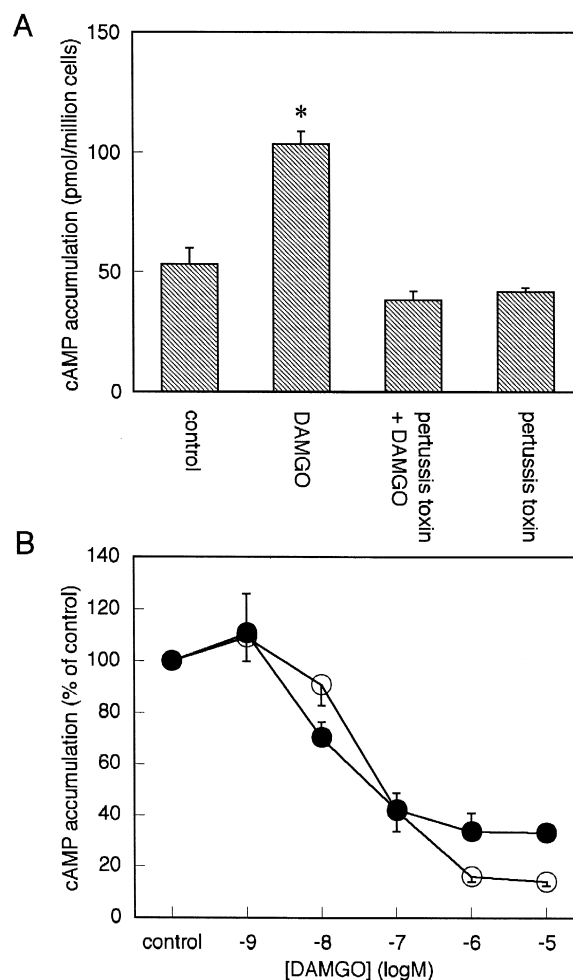 A
cAMP accumulation (pmol/million cells)
150
100
50
0
*
control
DAMGO
pertussis toxin
+ DAMGO
pertussis toxin
B
cAMP accumulation (% of control)
140
120
100
80
60
40
20
0
control -9 -8 -7 -6 -5
[DAMGO] (logM)